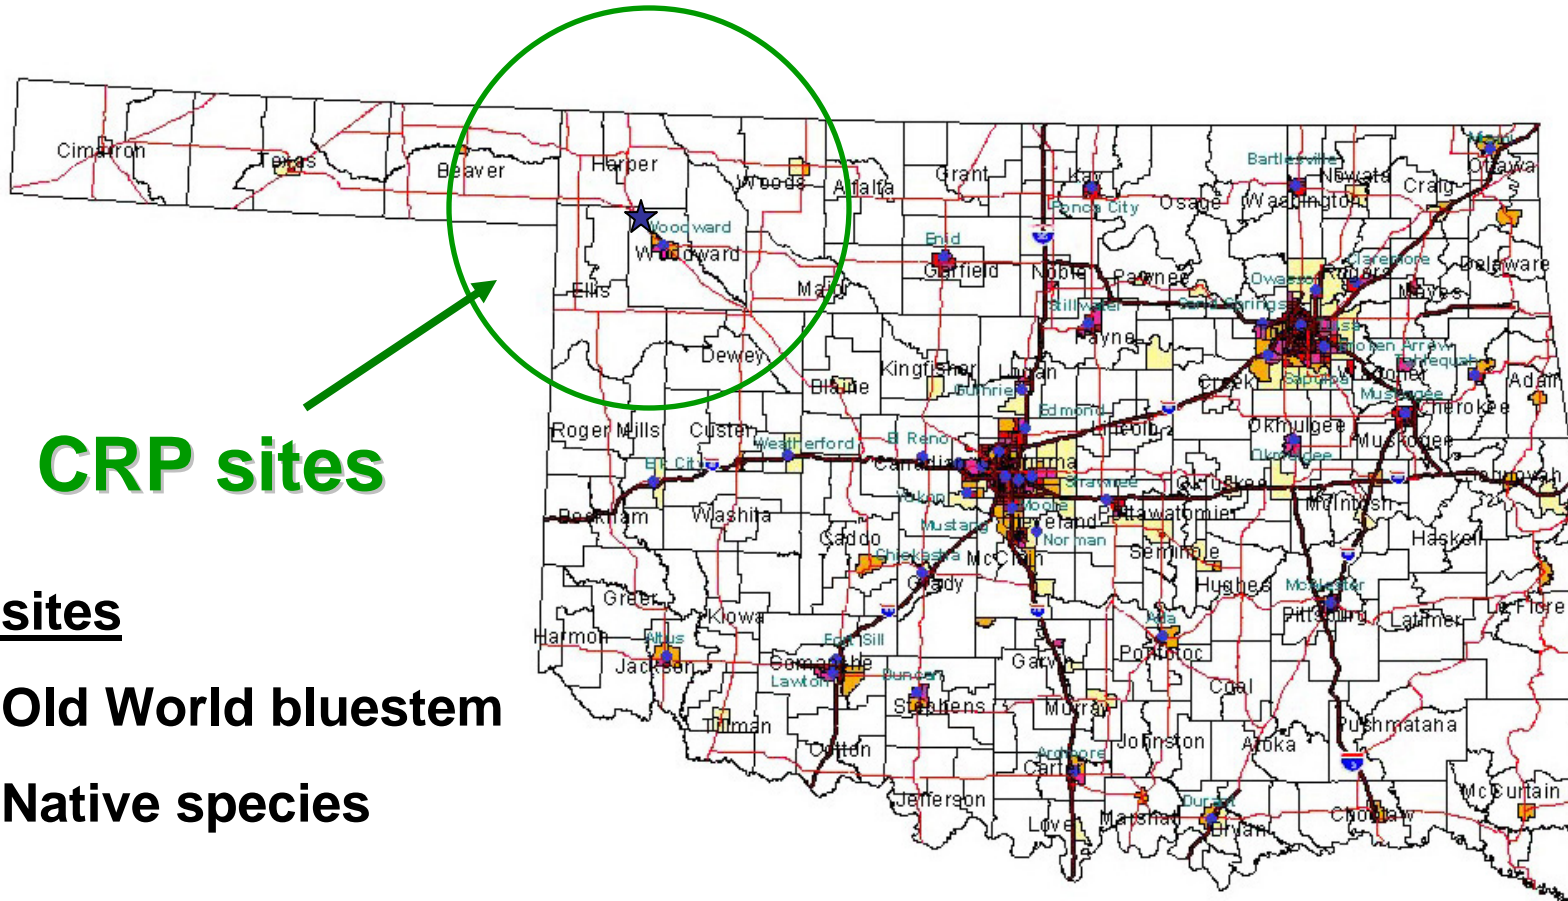 Cimarron
Texas
Beaver
Harper
Woods
Alfalfa
Grant
Kay
Ponca City
Osage
Bartlesville
Washington
Nowata
Craig
Miami
Ottawa
Woodward
Woodward
Ellis
Major
Enid
Garfield
Noble
Pawnee
Claremore
Rogers
Owasso
Mayes
Delaware
Sand Springs
Stillwater
Payne
Broken Arrow
Tahlequah
Dewey
Blaine
Kingfisher
Logan
Guthrie
Creek
Sapulpa
Adair
Muskogee
Cherokee
Edmond
Lincoln
Okmulgee
Okmulgee
Muskogee
Roger Mills
Custer
Weatherford
El Reno
Canadian
CRP sites
Elk City
Shawnee
Okfuskee
Sequoyah
Yukon
Moore
Pottawatomie
McIntosh
Beckham
Washita
Mustang
Cleveland
Norman
Caddo
Seminole
Haskell
Chickasha
McClain
Grady
Hughes
McAlester
Pittsburg
Latimer
Le Flore
sites
Greer
Kiowa
Harmon
Altus
Jackson
Fort Sill
Comanche
Lawton
Duncan
Stephens
Garvin
Ada
Pontotoc
Coal
Old World bluestem
Tillman
Cotton
Murray
Johnston
Atoka
Pushmataha
Ardmore
Carter
Native species
Jefferson
Love
Marshall
Durant
Bryan
Choctaw
McCurtain